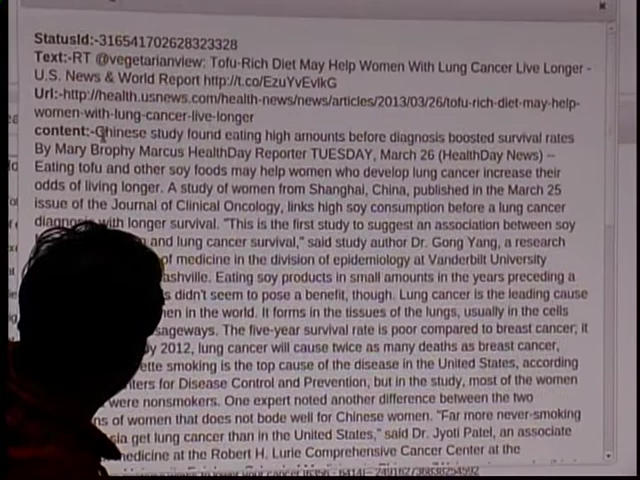 StatusId:-316541702628323328
Text:-RT @vegetarianview: Tofu-Rich Diet May Help Women With Lung Cancer Live Longer -
U.S. News & World Report http://t.co/EzuYvEvlkG
Url:-http://health.usnews.com/health-news/news/articles/2013/03/26/tofu-rich-diet-may-help-
women-with-lung-cancer-live-longer
content:-Chinese study found eating high amounts before diagnosis boosted survival rates
By Mary Brophy Marcus HealthDay Reporter TUESDAY, March 26 (HealthDay News) --
Eating tofu and other soy foods may help women who develop lung cancer increase their
odds of living longer. A study of women from Shanghai, China, published in the March 25
issue of the Journal of Clinical Oncology, links high soy consumption before a lung cancer
diagnosis with longer survival. "This is the first study to suggest an association between soy
and lung cancer survival," said study author Dr. Gong Yang, a research
of medicine in the division of epidemiology at Vanderbilt University
ashville. Eating soy products in small amounts in the years preceding a
s didn't seem to pose a benefit, though. Lung cancer is the leading cause
en in the world. It forms in the tissues of the lungs, usually in the cells
sageways. The five-year survival rate is poor compared to breast cancer; it
y 2012, lung cancer will cause twice as many deaths as breast cancer,
ette smoking is the top cause of the disease in the United States, according
nters for Disease Control and Prevention, but in the study, most of the women
were nonsmokers. One expert noted another difference between the two
ns of women that does not bode well for Chinese women. "Far more never-smoking
sia get lung cancer than in the United States," said Dr. Jyoti Patel, an associate
medicine at the Robert H. Lurie Comprehensive Cancer Center at the